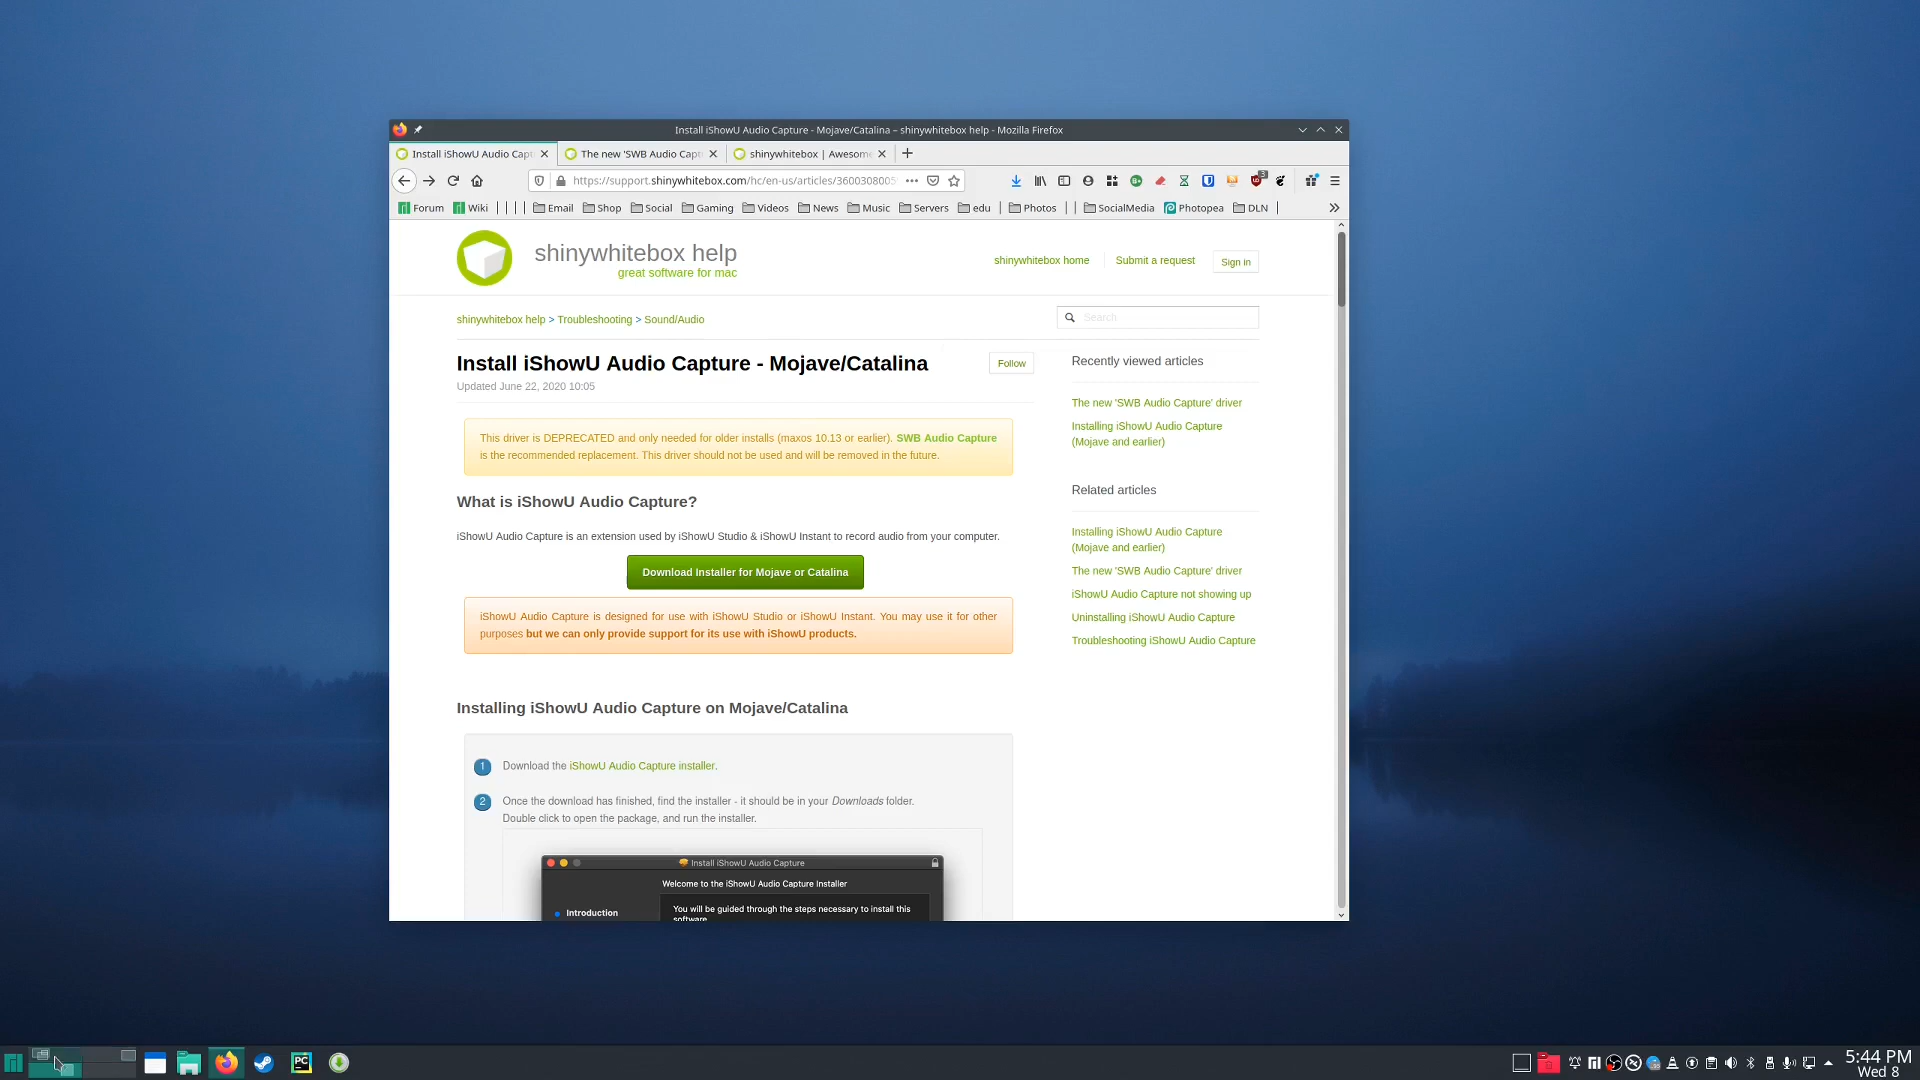 Install iShowU Audio Capture - Mojave/Catalina – shinywhitebox help - Mozilla Firefox
Install iShowU Audio Capt
The new 'SWB Audio Capt
shinywhitebox | Awesome
https://support.shinywhitebox.com/hc/en-us/articles/3600308005
3
Forum
Wiki
Email
Shop
Social
Gaming
Videos
News
Music
Servers
edu
Photos
SocialMedia
Photopea
DLN
shinywhitebox help
great software for mac
shinywhitebox home
Submit a request
Sign in
shinywhitebox help > Troubleshooting > Sound/Audio
Search
Install iShowU Audio Capture - Mojave/Catalina
Follow
Updated June 22, 2020 10:05
This driver is DEPRECATED and only needed for older installs (maxos 10.13 or earlier). SWB Audio Capture
is the recommended replacement. This driver should not be used and will be removed in the future.
What is iShowU Audio Capture?
iShowU Audio Capture is an extension used by iShowU Studio & iShowU Instant to record audio from your computer.
Download Installer for Mojave or Catalina
iShowU Audio Capture is designed for use with iShowU Studio or iShowU Instant. You may use it for other
purposes but we can only provide support for its use with iShowU products.
Installing iShowU Audio Capture on Mojave/Catalina
1
Download the iShowU Audio Capture installer.
2
Once the download has finished, find the installer - it should be in your Downloads folder.
Double click to open the package, and run the installer.
Install iShowU Audio Capture
Welcome to the iShowU Audio Capture Installer
Introduction
You will be guided through the steps necessary to install this
software.
Recently viewed articles
The new 'SWB Audio Capture' driver
Installing iShowU Audio Capture
(Mojave and earlier)
Related articles
Installing iShowU Audio Capture
(Mojave and earlier)
The new 'SWB Audio Capture' driver
iShowU Audio Capture not showing up
Uninstalling iShowU Audio Capture
Troubleshooting iShowU Audio Capture
PC
5:44 PM
Wed 8